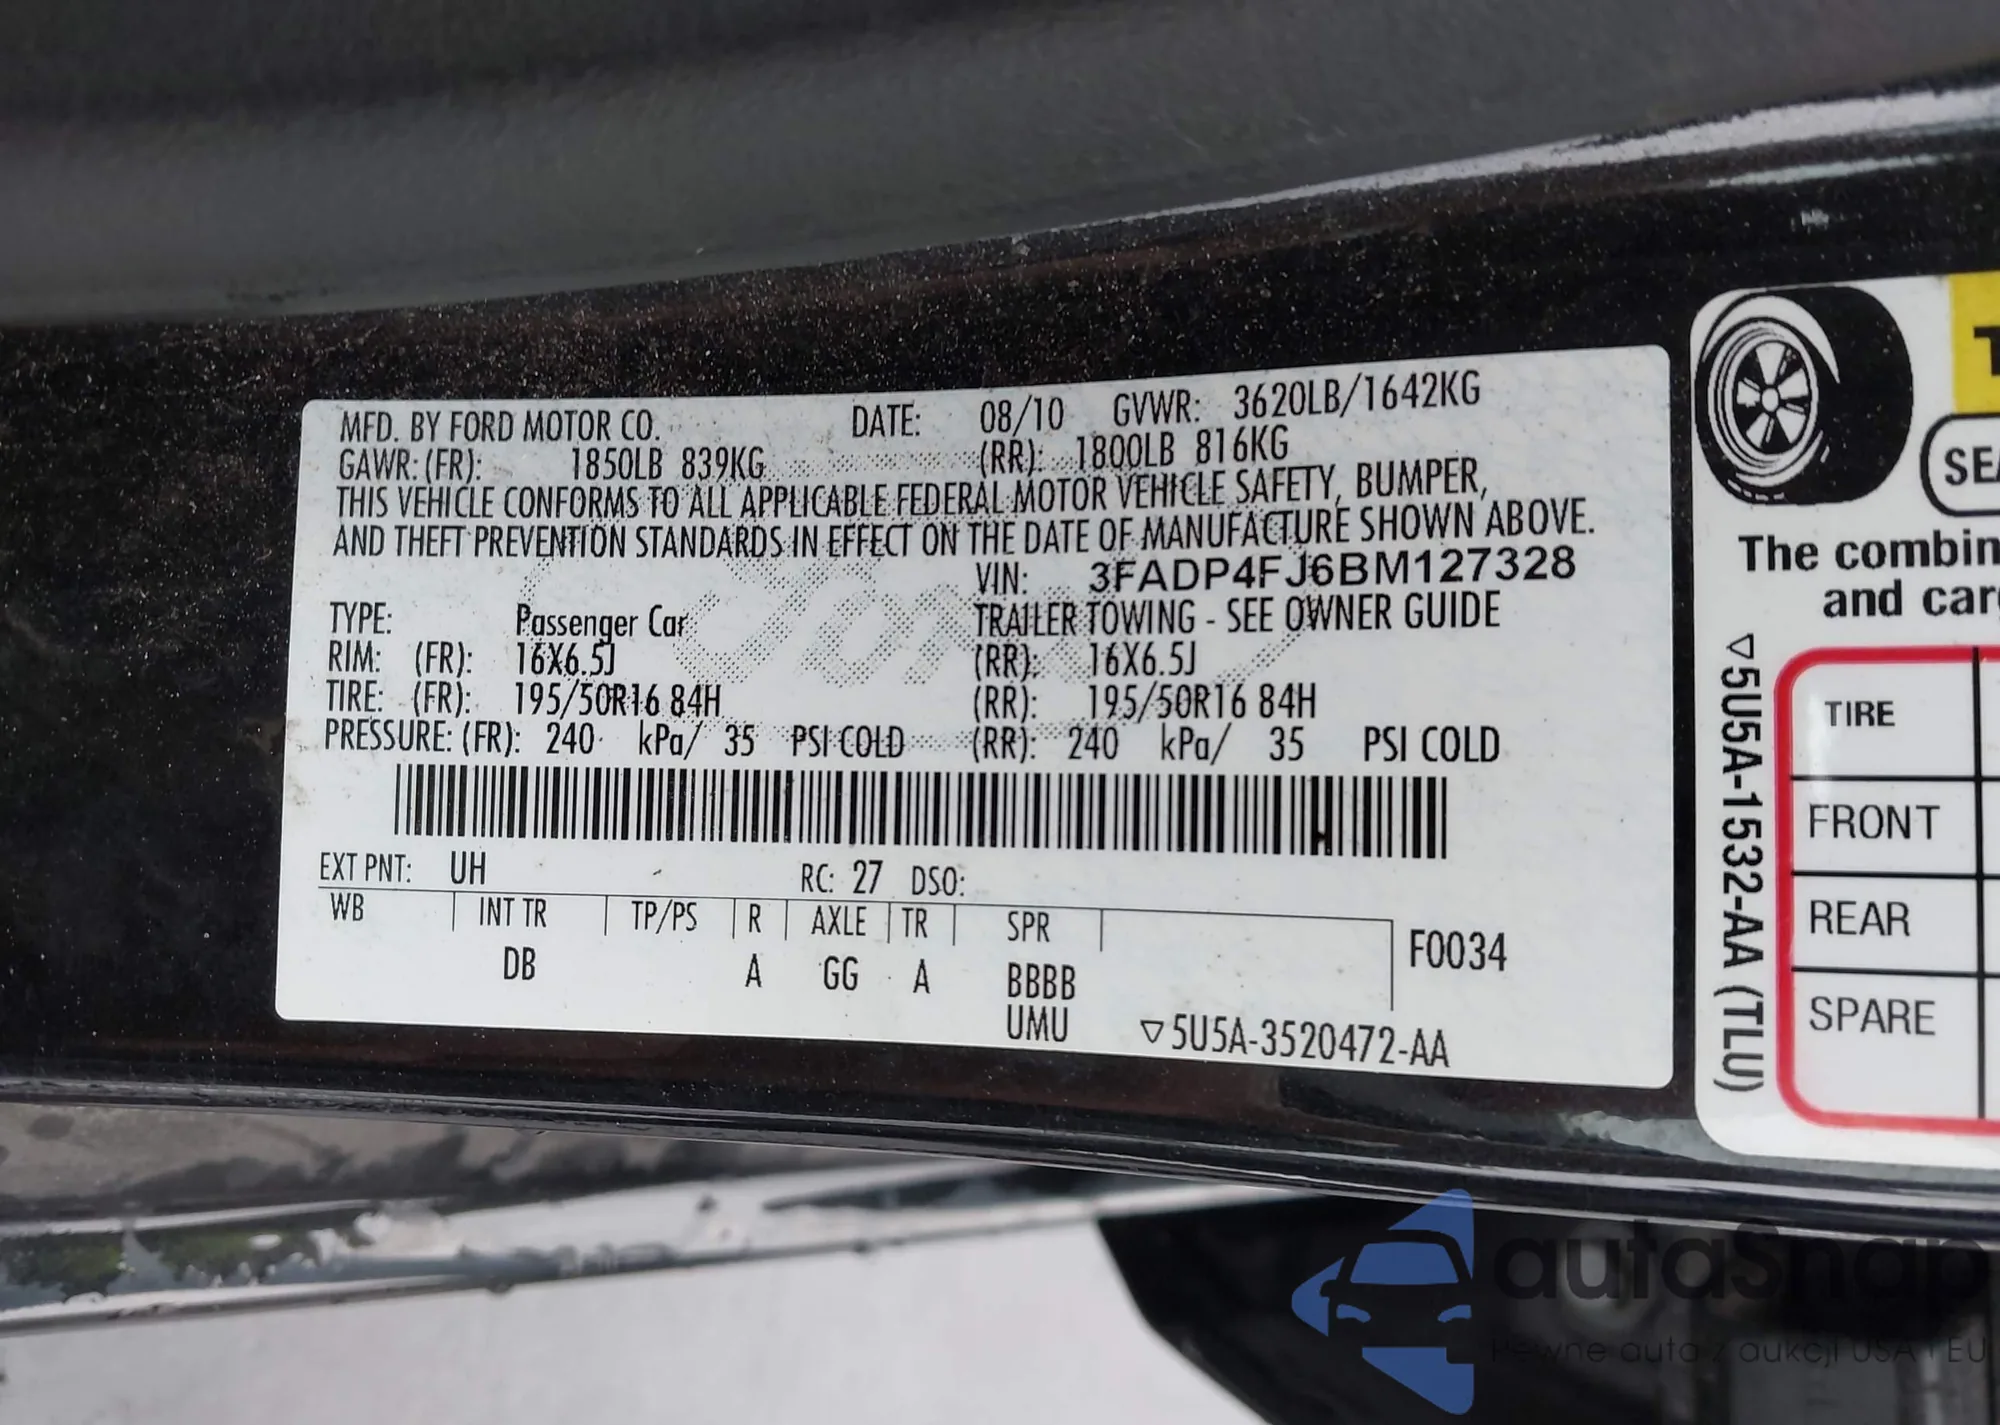 MFD. BY FORD MOTOR CO. DATE: 08/10 GVWR: 3620LB/1642KG
GAWR: (FR): 1850LB 839KG (RR): 1800LB 816KG
THIS VEHICLE CONFORMS TO ALL APPLICABLE FEDERAL MOTOR VEHICLE SAFETY, BUMPER,
AND THEFT PREVENTION STANDARDS IN EFFECT ON THE DATE OF MANUFACTURE SHOWN ABOVE.
VIN: 3FADP4FJ6BM127328
TYPE: Passenger Car TRAILER TOWING - SEE OWNER GUIDE
RIM: (FR): 16X6.5J (RR): 16X6.5J
TIRE: (FR): 195/50R16 84H (RR): 195/50R16 84H
PRESSURE: (FR): 240 kPa/ 35 PSI COLD (RR): 240 kPa/ 35 PSI COLD
EXT PNT: UH RC: 27 DSO:
WB INT TR TP/PS R AXLE TR SPR
DB A GG A BBBB F0034
UMU ▽5U5A-3520472-AA
The combin
and car
▽5U5A-1532-AA (TLU)
TIRE
FRONT
REAR
SPARE
autaSnap
Pewne auta z aukcji USA i EU